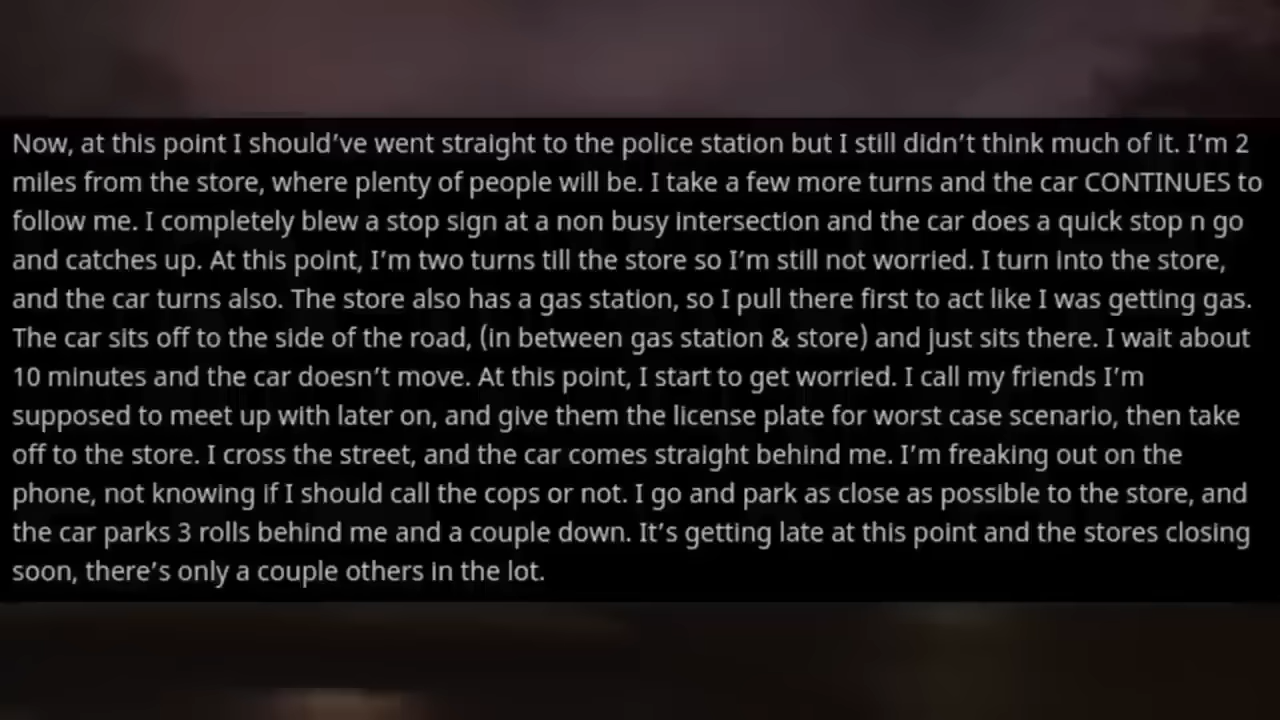 Now, at this point I should’ve went straight to the police station but I still didn’t think much of it. I’m 2
miles from the store, where plenty of people will be. I take a few more turns and the car CONTINUES to
follow me. I completely blew a stop sign at a non busy intersection and the car does a quick stop n go
and catches up. At this point, I’m two turns till the store so I’m still not worried. I turn into the store,
and the car turns also. The store also has a gas station, so I pull there first to act like I was getting gas.
The car sits off to the side of the road, (in between gas station & store) and just sits there. I wait about
10 minutes and the car doesn’t move. At this point, I start to get worried. I call my friends I’m
supposed to meet up with later on, and give them the license plate for worst case scenario, then take
off to the store. I cross the street, and the car comes straight behind me. I’m freaking out on the
phone, not knowing if I should call the cops or not. I go and park as close as possible to the store, and
the car parks 3 rolls behind me and a couple down. It’s getting late at this point and the stores closing
soon, there’s only a couple others in the lot.